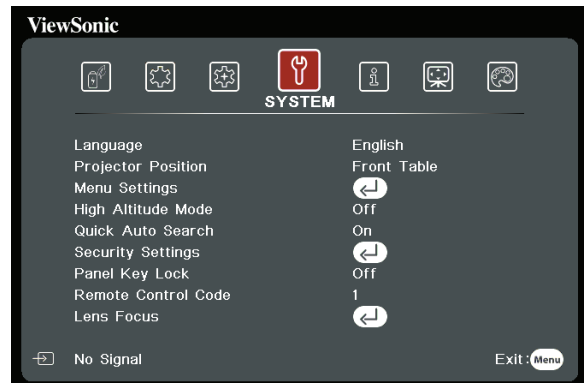 ViewSonic
SYSTEM
Language English
Projector Position Front Table
Menu Settings
High Altitude Mode Off
Quick Auto Search On
Security Settings
Panel Key Lock Off
Remote Control Code 1
Lens Focus
No Signal Exit: Menu